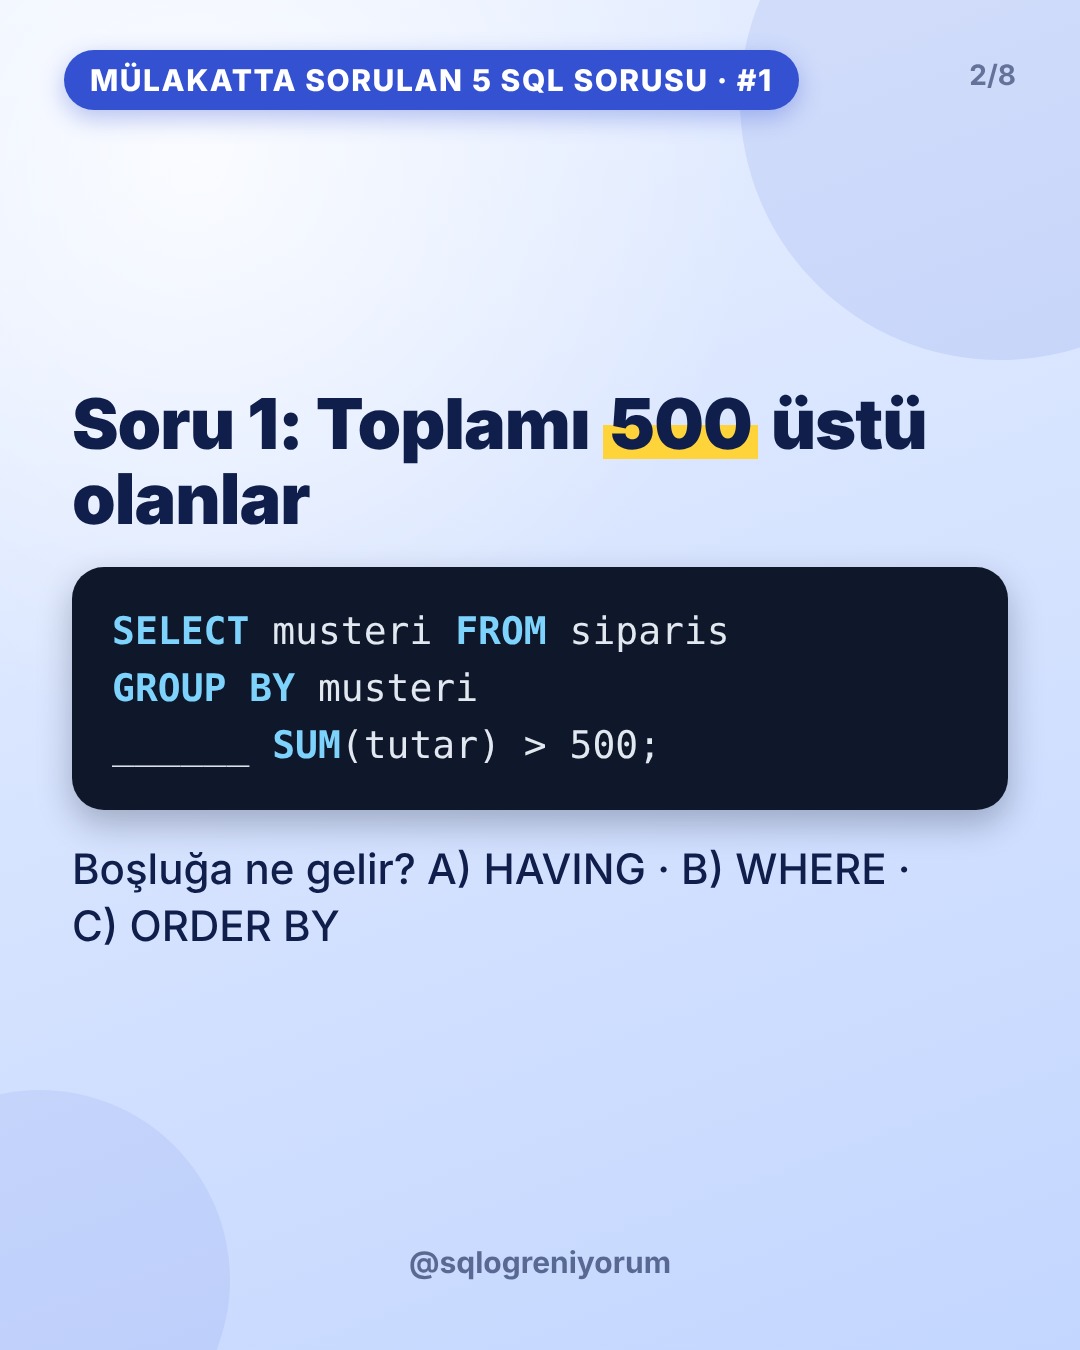 MÜLAKATTA SORULAN 5 SQL SORUSU · #1
2/8
Soru 1: Toplamı 500 üstü
olanlar
SELECT musteri FROM siparis
GROUP BY musteri
______ SUM(tutar) > 500;
Boşluğa ne gelir? A) HAVING · B) WHERE ·
C) ORDER BY
@sqlogreniyorum